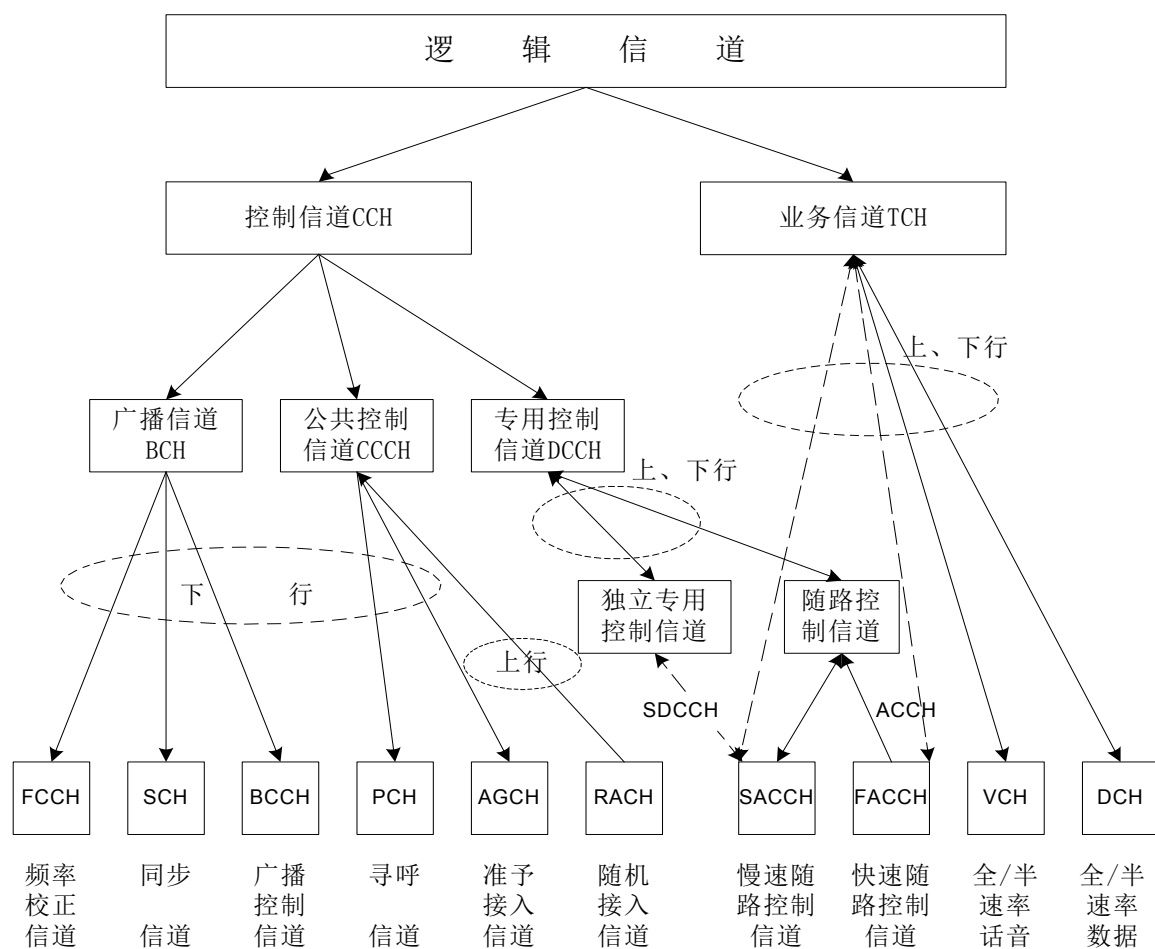 逻 辑 信 道
控制信道CCH
业务信道TCH
上、下行
广播信道
BCH
公共控制
信道CCCH
专用控制
信道DCCH
上、下行
下 行
独立专用
控制信道
随路控
制信道
上行
SDCCH
ACCH
FCCH
SCH
BCCH
PCH
AGCH
RACH
SACCH
FACCH
VCH
DCH
频率
校正
信道
同步
信道
广播
控制
信道
寻呼
信道
准予
接入
信道
随机
接入
信道
慢速随
路控制
信道
快速随
路控制
信道
全/半
速率
话音
全/半
速率
数据